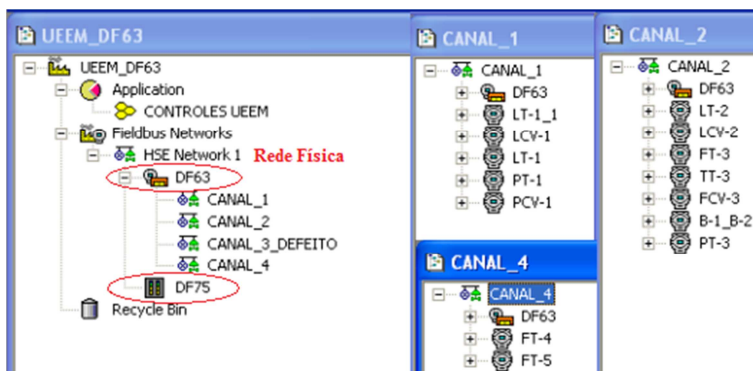 UEEM_DF63
UEEM_DF63
Application
CONTROLES UEEM
Fieldbus Networks
HSE Network 1 Rede Física
DF63
CANAL_1
CANAL_2
CANAL_3_DEFEITO
CANAL_4
DF75
Recycle Bin
CANAL_1
CANAL_1
DF63
LT-1_1
LCV-1
LT-1
PT-1
PCV-1
CANAL_4
CANAL_4
DF63
FT-4
FT-5
CANAL_2
CANAL_2
DF63
LT-2
LCV-2
FT-3
TT-3
FCV-3
B-1_B-2
PT-3